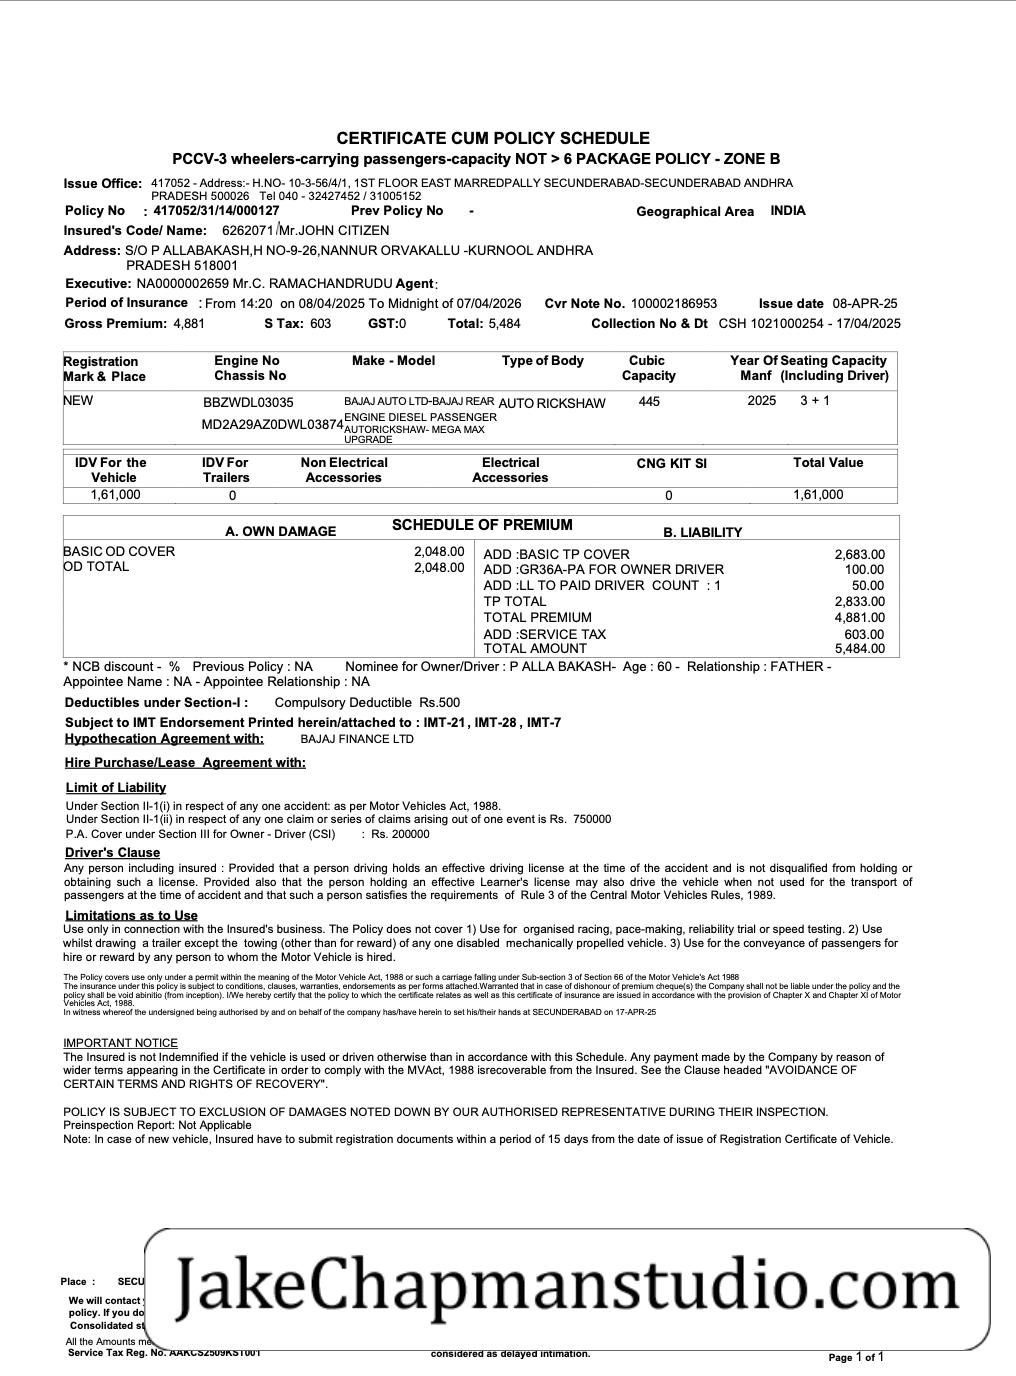 CERTIFICATE CUM POLICY SCHEDULE
PCCV-3 wheelers-carrying passengers-capacity NOT > 6 PACKAGE POLICY - ZONE B
Issue Office: 417052 - Address:- H.NO- 10-3-56/4/1, 1ST FLOOR EAST MARREDPALLY SECUNDERABAD-SECUNDERABAD ANDHRA
PRADESH 500026 Tel 040 - 32427452 / 31005152
Policy No : 417052/31/14/000127 Prev Policy No - Geographical Area INDIA
Insured's Code/ Name: 6262071/Mr.JOHN CITIZEN
Address: S/O P ALLABAKASH,H NO-9-26,NANNUR ORVAKALLU -KURNOOL ANDHRA
PRADESH 518001
Executive: NA0000002659 Mr.C. RAMACHANDRUDU Agent:
Period of Insurance : From 14:20 on 08/04/2025 To Midnight of 07/04/2026 Cvr Note No. 100002186953 Issue date 08-APR-25
Gross Premium: 4,881 S Tax: 603 GST:0 Total: 5,484 Collection No & Dt CSH 1021000254 - 17/04/2025
Registration Engine No Make - Model Type of Body Cubic Year Of Seating Capacity
Mark & Place Chassis No Capacity Manf (Including Driver)
NEW BBZWDL03035 BAJAJ AUTO LTD-BAJAJ REAR AUTO RICKSHAW 445 2025 3 + 1
MD2A29AZ0DWL03874 ENGINE DIESEL PASSENGER
AUTORICKSHAW- MEGA MAX
UPGRADE
IDV For the IDV For Non Electrical Electrical CNG KIT SI Total Value
Vehicle Trailers Accessories Accessories
1,61,000 0 0 1,61,000
SCHEDULE OF PREMIUM
A. OWN DAMAGE B. LIABILITY
BASIC OD COVER 2,048.00 ADD :BASIC TP COVER 2,683.00
OD TOTAL 2,048.00 ADD :GR36A-PA FOR OWNER DRIVER 100.00
ADD :LL TO PAID DRIVER COUNT : 1 50.00
TP TOTAL 2,833.00
TOTAL PREMIUM 4,881.00
ADD :SERVICE TAX 603.00
TOTAL AMOUNT 5,484.00
* NCB discount - % Previous Policy : NA Nominee for Owner/Driver : P ALLA BAKASH- Age : 60 - Relationship : FATHER -
Appointee Name : NA - Appointee Relationship : NA
Deductibles under Section-I : Compulsory Deductible Rs.500
Subject to IMT Endorsement Printed herein/attached to : IMT-21, IMT-28 , IMT-7
Hypothecation Agreement with: BAJAJ FINANCE LTD
Hire Purchase/Lease Agreement with:
Limit of Liability
Under Section II-1(i) in respect of any one accident: as per Motor Vehicles Act, 1988.
Under Section II-1(ii) in respect of any one claim or series of claims arising out of one event is Rs. 750000
P.A. Cover under Section III for Owner - Driver (CSI) : Rs. 200000
Driver's Clause
Any person including insured : Provided that a person driving holds an effective driving license at the time of the accident and is not disqualified from holding or
obtaining such a license. Provided also that the person holding an effective Learner's license may also drive the vehicle when not used for the transport of
passengers at the time of accident and that such a person satisfies the requirements of Rule 3 of the Central Motor Vehicles Rules, 1989.
Limitations as to Use
Use only in connection with the Insured's business. The Policy does not cover 1) Use for organised racing, pace-making, reliability trial or speed testing. 2) Use
whilst drawing a trailer except the towing (other than for reward) of any one disabled mechanically propelled vehicle. 3) Use for the conveyance of passengers for
hire or reward by any person to whom the Motor Vehicle is hired.
The Policy covers use only under a permit within the meaning of the Motor Vehicle Act, 1988 or such a carriage falling under Sub-section 3 of Section 66 of the Motor Vehicle's Act 1988
The insurance under this policy is subject to conditions, clauses, warranties, endorsements as per forms attached.Warranted that in case of dishonour of premium cheque(s) the Company shall not be liable under the policy and the
policy shall be void abinitio (from inception). I/We hereby certify that the policy to which the certificate relates as well as this certificate of insurance are issued in accordance with the provision of Chapter X and Chapter XI of Motor
Vehicles Act, 1988.
In witness whereof the undersigned being authorised by and on behalf of the company has/have herein to set his/their hands at SECUNDERABAD on 17-APR-25
IMPORTANT NOTICE
The Insured is not Indemnified if the vehicle is used or driven otherwise than in accordance with this Schedule. Any payment made by the Company by reason of
wider terms appearing in the Certificate in order to comply with the MVAct, 1988 isrecoverable from the Insured. See the Clause headed "AVOIDANCE OF
CERTAIN TERMS AND RIGHTS OF RECOVERY".
POLICY IS SUBJECT TO EXCLUSION OF DAMAGES NOTED DOWN BY OUR AUTHORISED REPRESENTATIVE DURING THEIR INSPECTION.
Preinspection Report: Not Applicable
Note: In case of new vehicle, Insured have to submit registration documents within a period of 15 days from the date of issue of Registration Certificate of Vehicle.
JakeChapmanstudio.com
Place : SECU
We will contact
policy. If you do
Consolidated st
All the Amounts me
Service Tax Reg. No. AAKCS2509KST001 considered as delayed intimation.
Page 1 of 1